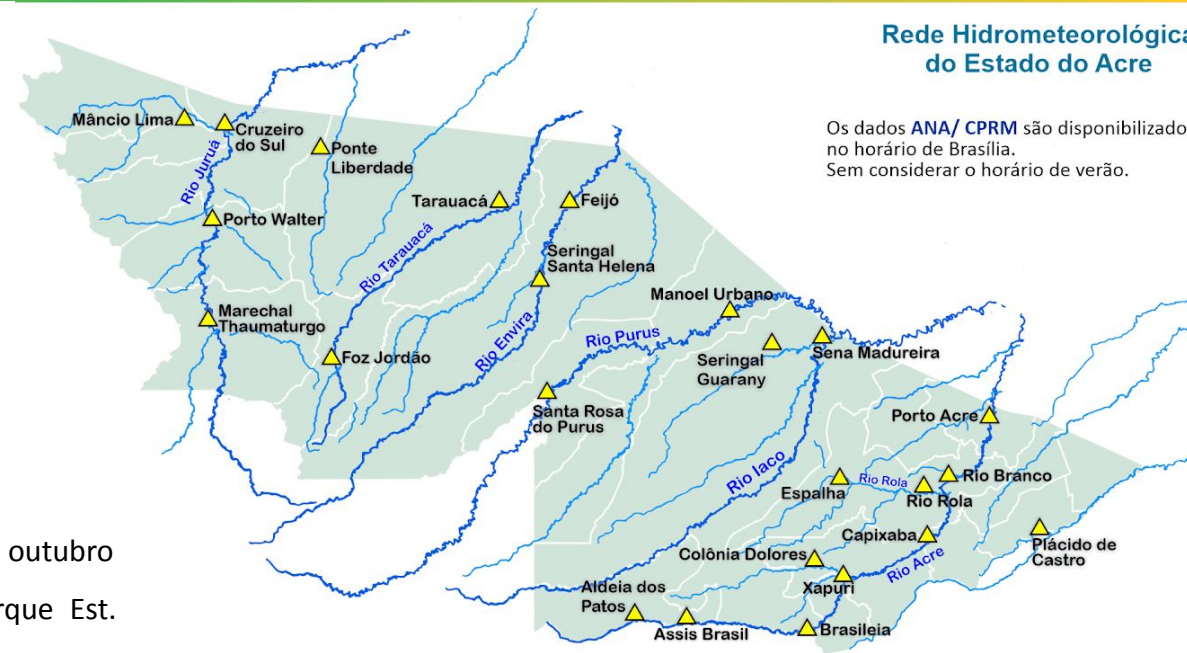 Rede Hidrometeorológica
do Estado do Acre
Os dados ANA/ CPRM são disponibilizado
no horário de Brasília.
Sem considerar o horário de verão.
Mâncio Lima
Cruzeiro
do Sul
Ponte
Liberdade
Rio Juruá
Porto Walter
Tarauacá
Feijó
Rio Tarauacá
Seringal
Santa Helena
Marechal
Thaumaturgo
Foz Jordão
Rio Envira
Manoel Urbano
Rio Purus
Seringal
Guarany
Sena Madureira
Santa Rosa
do Purus
Porto Acre
Rio Iaco
Espalha
Rio Rola
Rio Branco
Rio Rola
Capixaba
Plácido de
Castro
Colônia Dolores
Rio Acre
Xapuri
Aldeia dos
Patos
Assis Brasil
Brasileia
outubro
rque Est.